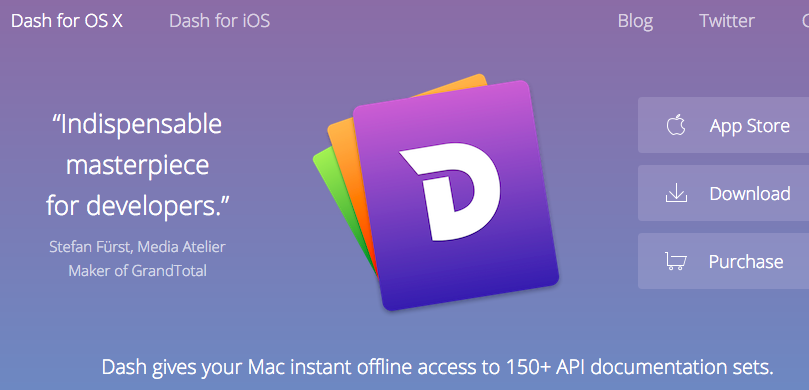 Dash for OS X
Dash for iOS
Blog
Twitter
“Indispensable
masterpiece
for developers.”
Stefan Fürst, Media Atelier
Maker of GrandTotal
D
App Store
Download
Purchase
Dash gives your Mac instant offline access to 150+ API documentation sets.